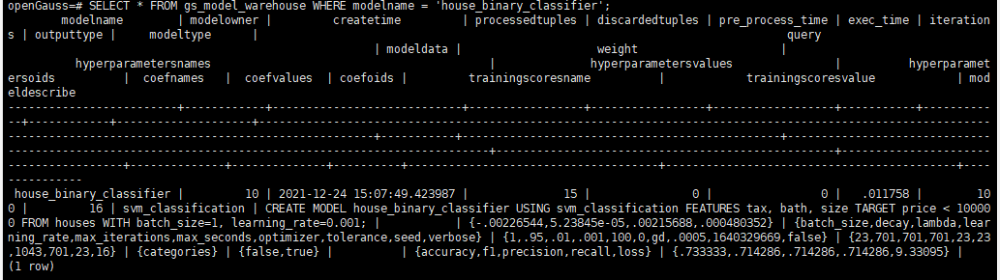 openGauss=# SELECT * FROM gs_model_warehouse WHERE modelname = 'house_binary_classifier';
modelname | modelowner | createtime | processedtuples | discardedtuples | pre_process_time | exec_time | iteration
s | outputtype | modeltype | query
| modeldata | weight |
hyperparametersnames | hyperparametersvalues | hyperparamet
ersoids | coefnames | coefvalues | coefoids | trainingscoresname | trainingscoresvalue | mod
eldescribe
house_binary_classifier | 10 | 2021-12-24 15:07:49.423987 | 15 | 0 | 0 | .011758 | 10
0 | 16 | svm_classification | CREATE MODEL house_binary_classifier USING svm_classification FEATURES tax, bath, size TARGET price < 10000
0 FROM houses WITH batch_size=1, learning_rate=0.001; | | {-.00226544,5.23845e-05,.00215688,.000480352} | {batch_size,decay,lambda,lear
ning_rate,max_iterations,max_seconds,optimizer,tolerance,seed,verbose} | {1,.95,.01,.001,100,0,gd,.0005,1640329669,false} | {23,701,701,701,23,23
,1043,701,23,16} | {categories} | {false,true} | | {accuracy,f1,precision,recall,loss} | {.733333,.714286,.714286,.714286,9.33095} |
(1 row)